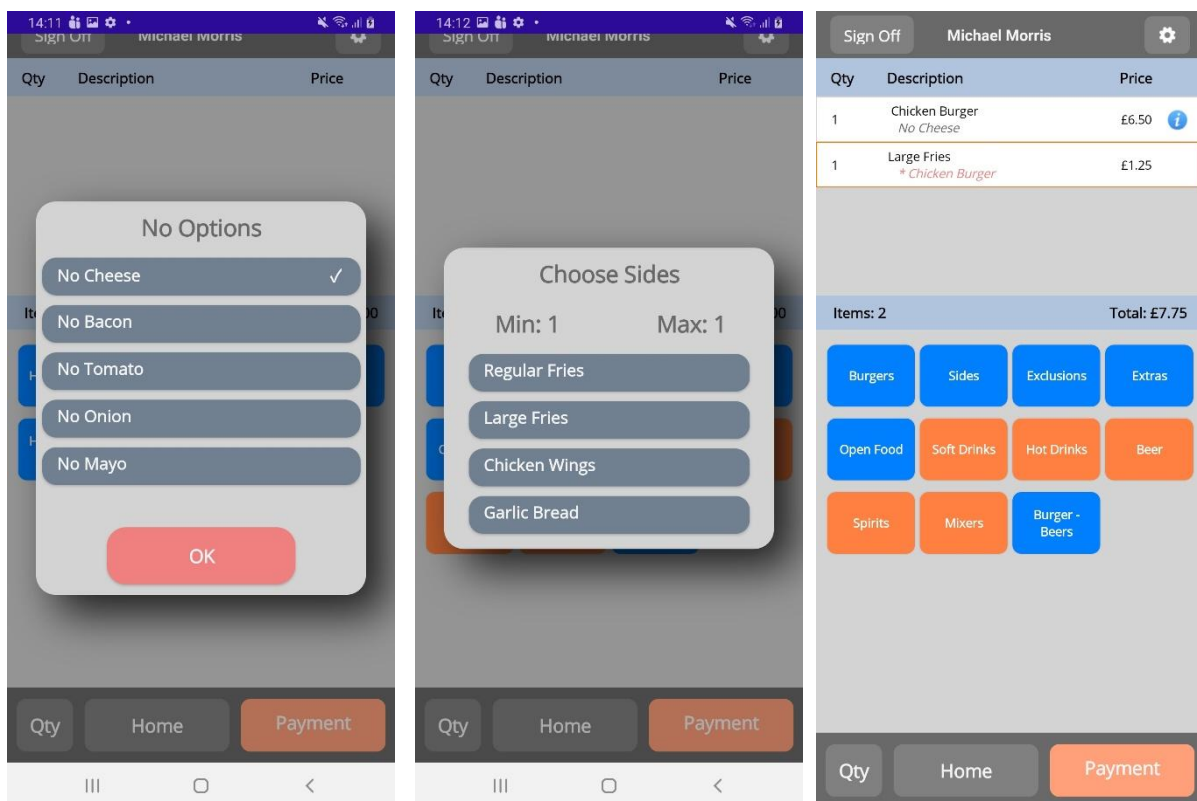 14:11
Sign Off Michael Morris
Qty Description Price
No Options
No Cheese
No Bacon
No Tomato
No Onion
No Mayo
OK
Qty Home Payment
14:12
Sign Off Michael Morris
Qty Description Price
Choose Sides
Min: 1 Max: 1
Regular Fries
Large Fries
Chicken Wings
Garlic Bread
Qty Home Payment
Sign Off Michael Morris
Qty Description Price
1 Chicken Burger £6.50
No Cheese
1 Large Fries £1.25
* Chicken Burger
Items: 2 Total: £7.75
Burgers Sides Exclusions Extras
Open Food Soft Drinks Hot Drinks Beer
Spirits Mixers Burger -
Beers
Qty Home Payment